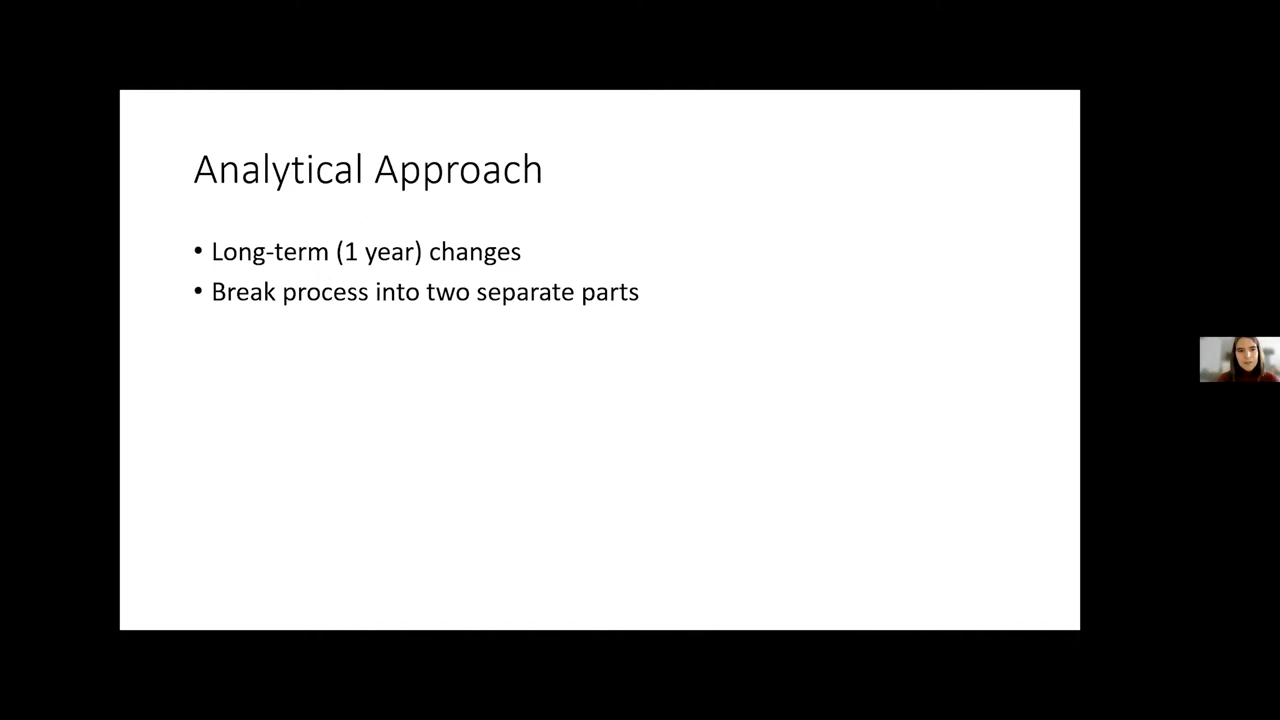 Analytical Approach
• Long-term (1 year) changes
• Break process into two separate parts